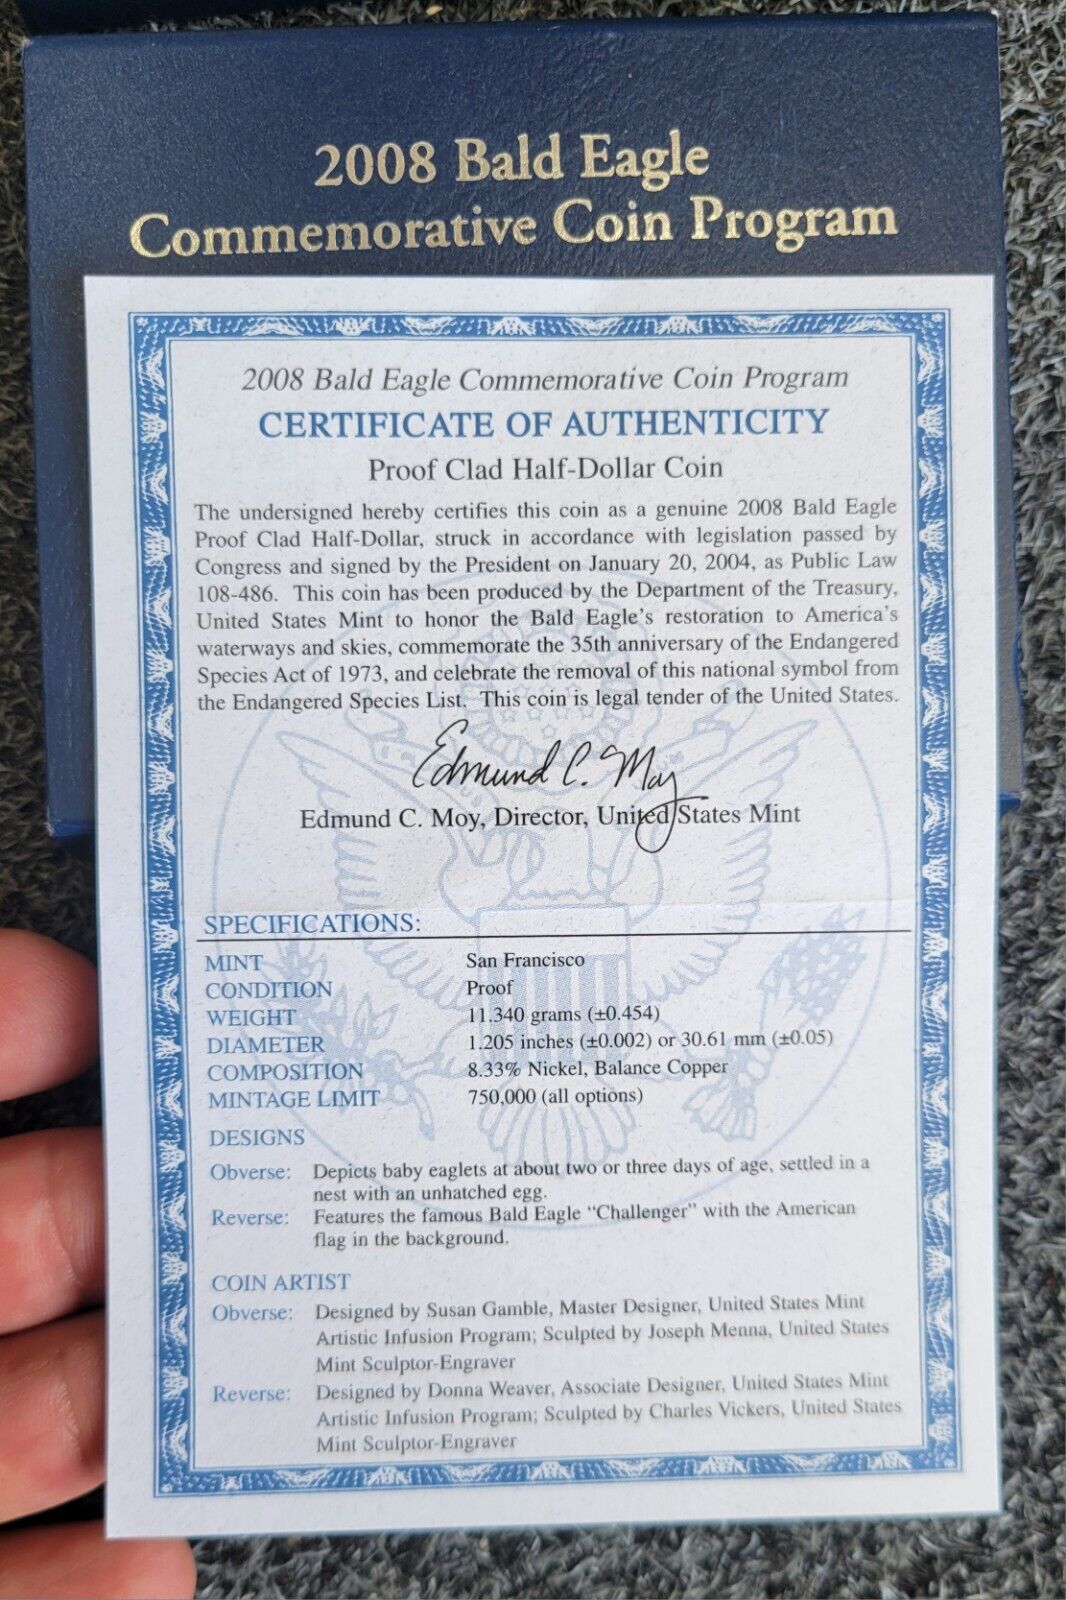 2008 Bald Eagle
Commemorative Coin Program
2008 Bald Eagle Commemorative Coin Program
CERTIFICATE OF AUTHENTICITY
Proof Clad Half-Dollar Coin
The undersigned hereby certifies this coin as a genuine 2008 Bald Eagle
Proof Clad Half-Dollar, struck in accordance with legislation passed by
Congress and signed by the President on January 20, 2004, as Public Law
108-486. This coin has been produced by the Department of the Treasury,
United States Mint to honor the Bald Eagle's restoration to America's
waterways and skies, commemorate the 35th anniversary of the Endangered
Species Act of 1973, and celebrate the removal of this national symbol from
the Endangered Species List. This coin is legal tender of the United States.
Edmund C. Moy
Edmund C. Moy, Director, United States Mint
SPECIFICATIONS:
MINT San Francisco
CONDITION Proof
WEIGHT 11.340 grams (±0.454)
DIAMETER 1.205 inches (±0.002) or 30.61 mm (±0.05)
COMPOSITION 8.33% Nickel, Balance Copper
MINTAGE LIMIT 750,000 (all options)
DESIGNS
Obverse: Depicts baby eaglets at about two or three days of age, settled in a
nest with an unhatched egg.
Reverse: Features the famous Bald Eagle "Challenger" with the American
flag in the background.
COIN ARTIST
Obverse: Designed by Susan Gamble, Master Designer, United States Mint
Artistic Infusion Program; Sculpted by Joseph Menna, United States
Mint Sculptor-Engraver
Reverse: Designed by Donna Weaver, Associate Designer, United States Mint
Artistic Infusion Program; Sculpted by Charles Vickers, United States
Mint Sculptor-Engraver